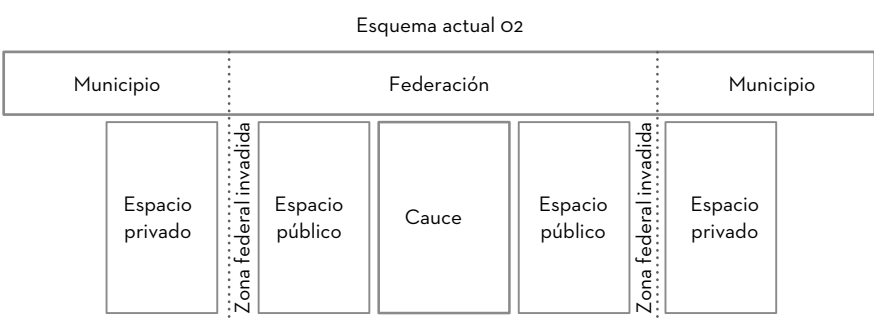 Esquema actual 02
Municipio
Federación
Municipio
Espacio
privado
Zona federal invadida
Espacio
público
Cauce
Espacio
público
Zona federal invadida
Espacio
privado